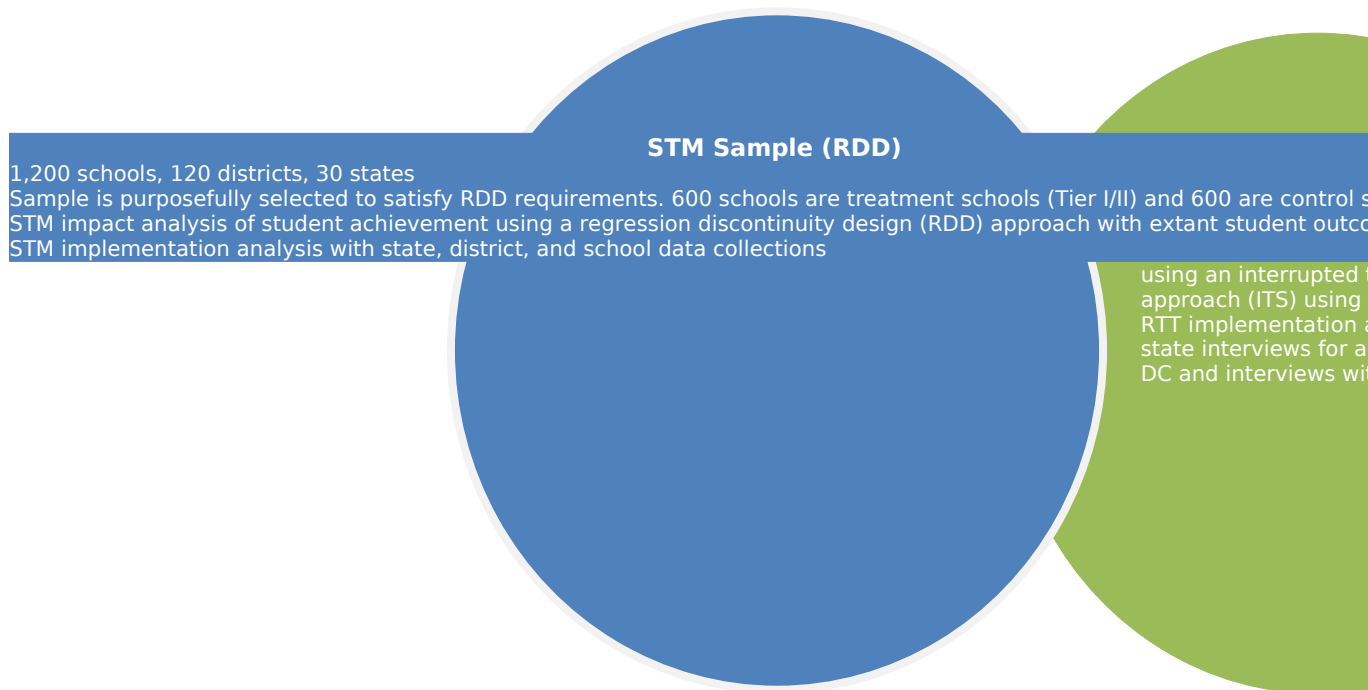 STM Sample (RDD)
1,200 schools, 120 districts, 30 states
Sample is purposefully selected to satisfy RDD requirements. 600 schools are treatment schools (Tier I/II) and 600 are control
STM impact analysis of student achievement using a regression discontinuity design (RDD) approach with extant student
STM implementation analysis with state, district, and school data collections
using an interrupted
approach (ITS) using
RTT implementation
state interviews for
DC and interviews